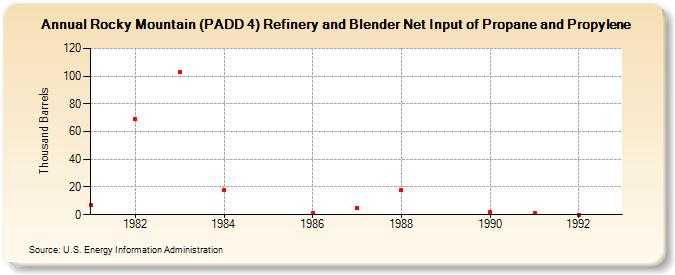 Annual Rocky Mountain (PADD 4) Refinery and Blender Net Input of Propane and Propylene
Thousand Barrels
120
100
80
60
40
20
0
1982 1984 1986 1988 1990 1992
Source: U.S. Energy Information Administration